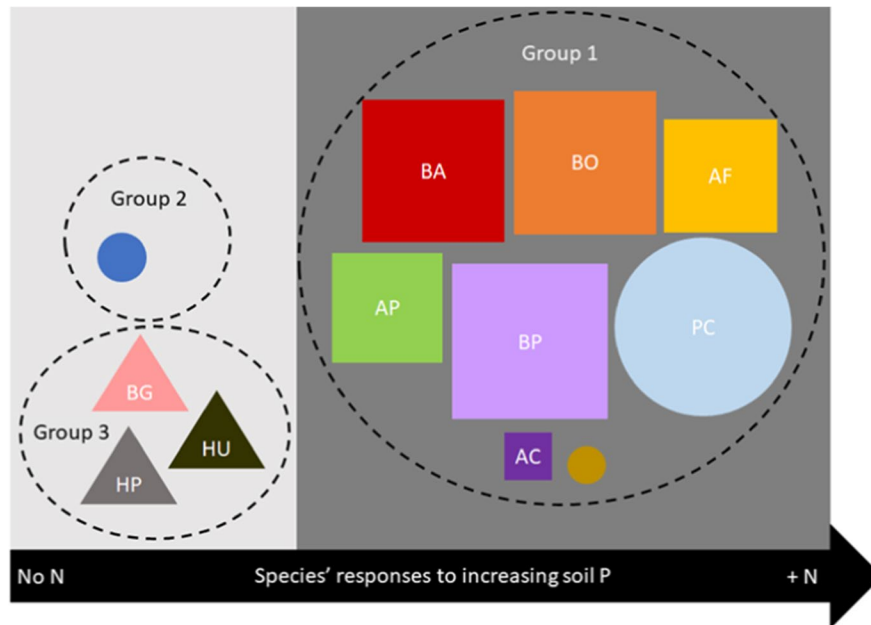 Group 1
BA
BO
AF
Group 2
AP
BP
PC
BG
Group 3
HU
HP
AC
No N
Species' responses to increasing soil P
+ N